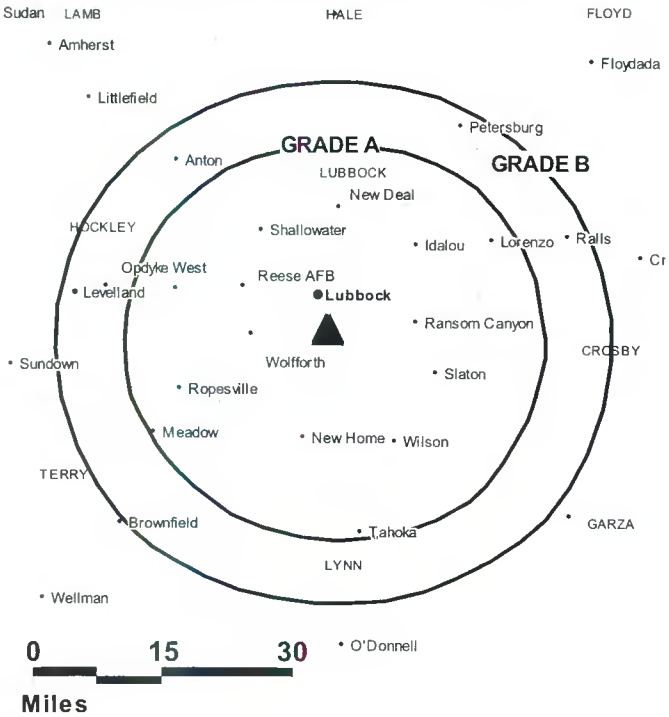 Sudan LAMB HALE FLOYD
Amherst
Floydada
Littlefield
Petersburg
GRADE A
Anton
GRADE B
LUBBOCK
New Deal
HOCKLEY
Shallowater
Idalou
Lorenzo
Ralls
Cr
Opdyke West
Reese AFB
Levelland
Lubbock
Ransom Canyon
CROSBY
Sundown
Wolfforth
Slaton
Ropesville
Meadow
New Home
Wilson
TERRY
Brownfield
GARZA
Tahoka
LYNN
Wellman
O'Donnell
0 15 30
Miles